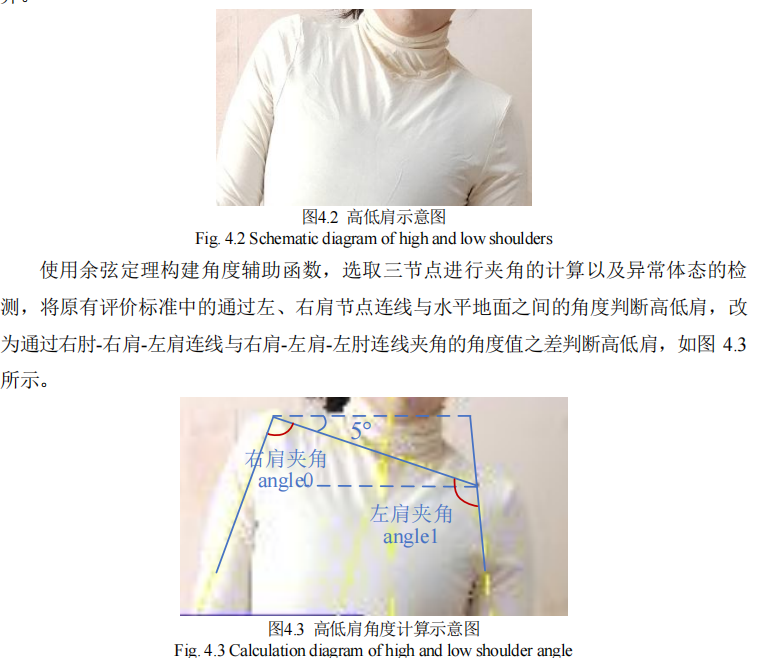 图4.2 高低肩示意图
Fig. 4.2 Schematic diagram of high and low shoulders
使用余弦定理构建角度辅助函数，选取三节点进行夹角的计算以及异常体态的检
测，将原有评价标准中的通过左、右肩节点连线与水平地面之间的角度判断高低肩，改
为通过右肘-右肩-左肩连线与右肩-左肩-左肘连线夹角的角度值之差判断高低肩，如图 4.3
所示。
5°
右肩夹角
angle0
左肩夹角
angle1
图4.3 高低肩角度计算示意图
Fig. 4.3 Calculation diagram of high and low shoulder angle